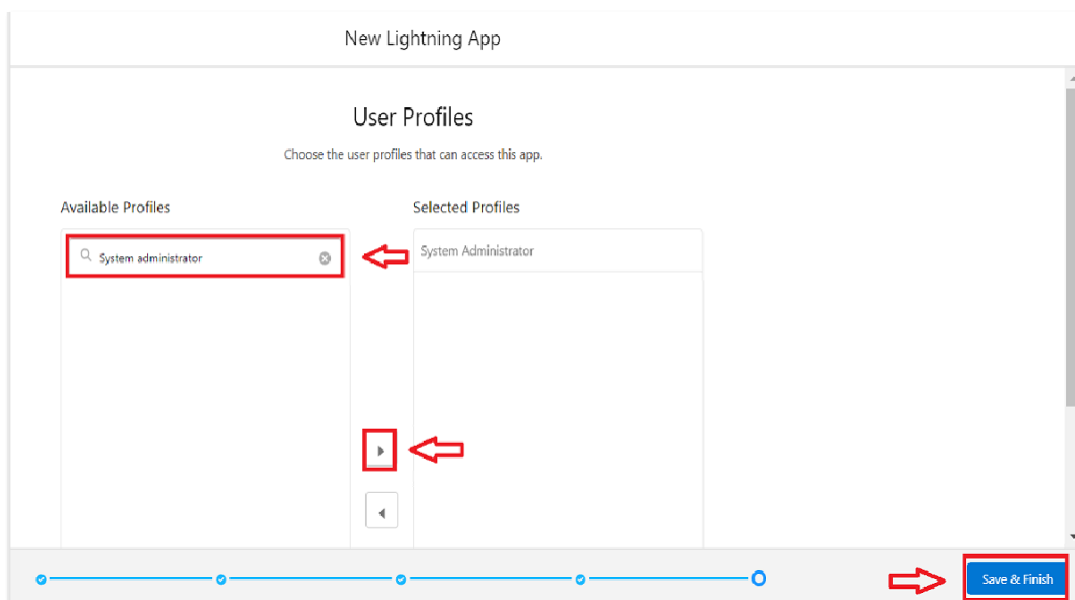 New Lightning App
User Profiles
Choose the user profiles that can access this app.
Available Profiles
Selected Profiles
System administrator
System Administrator
Save & Finish